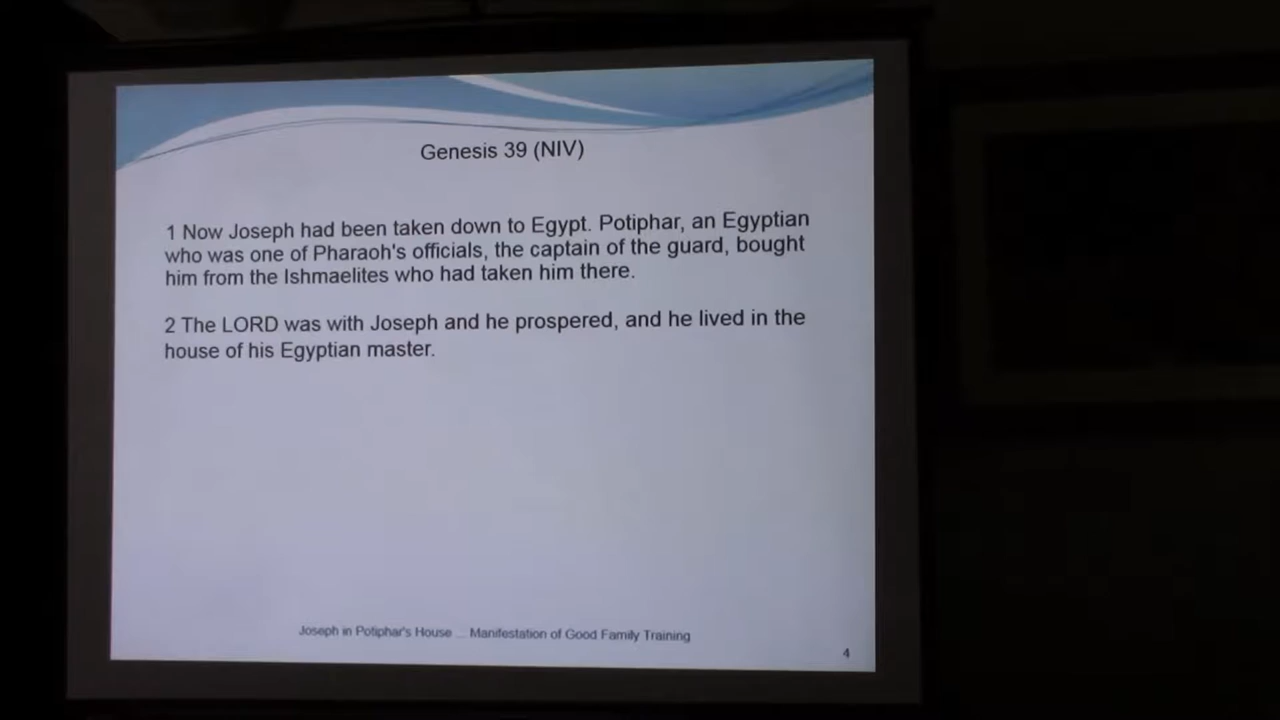 Genesis 39 (NIV)
1 Now Joseph had been taken down to Egypt. Potiphar, an Egyptian
who was one of Pharaoh's officials, the captain of the guard, bought
him from the Ishmaelites who had taken him there.
2 The LORD was with Joseph and he prospered, and he lived in the
house of his Egyptian master.
Joseph in Potiphar's House ... Manifestation of Good Family Training
4